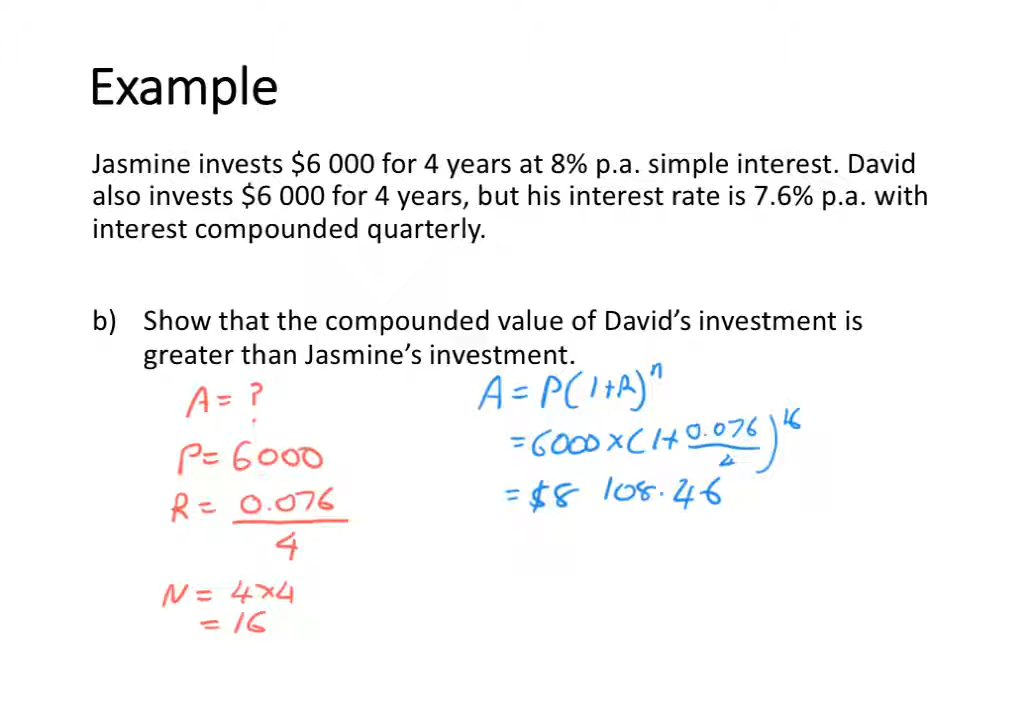 Example
Jasmine invests $6 000 for 4 years at 8% p.a. simple interest. David
also invests $6 000 for 4 years, but his interest rate is 7.6% p.a. with
interest compounded quarterly.
b) Show that the compounded value of David's investment is
greater than Jasmine's investment.
A = ?
P = 6000
R = 0.076
4
N = 4×4
= 16
A = P(1+R)^n
= 6000 × (1 + 0.076/4)^16
= $8 108.46